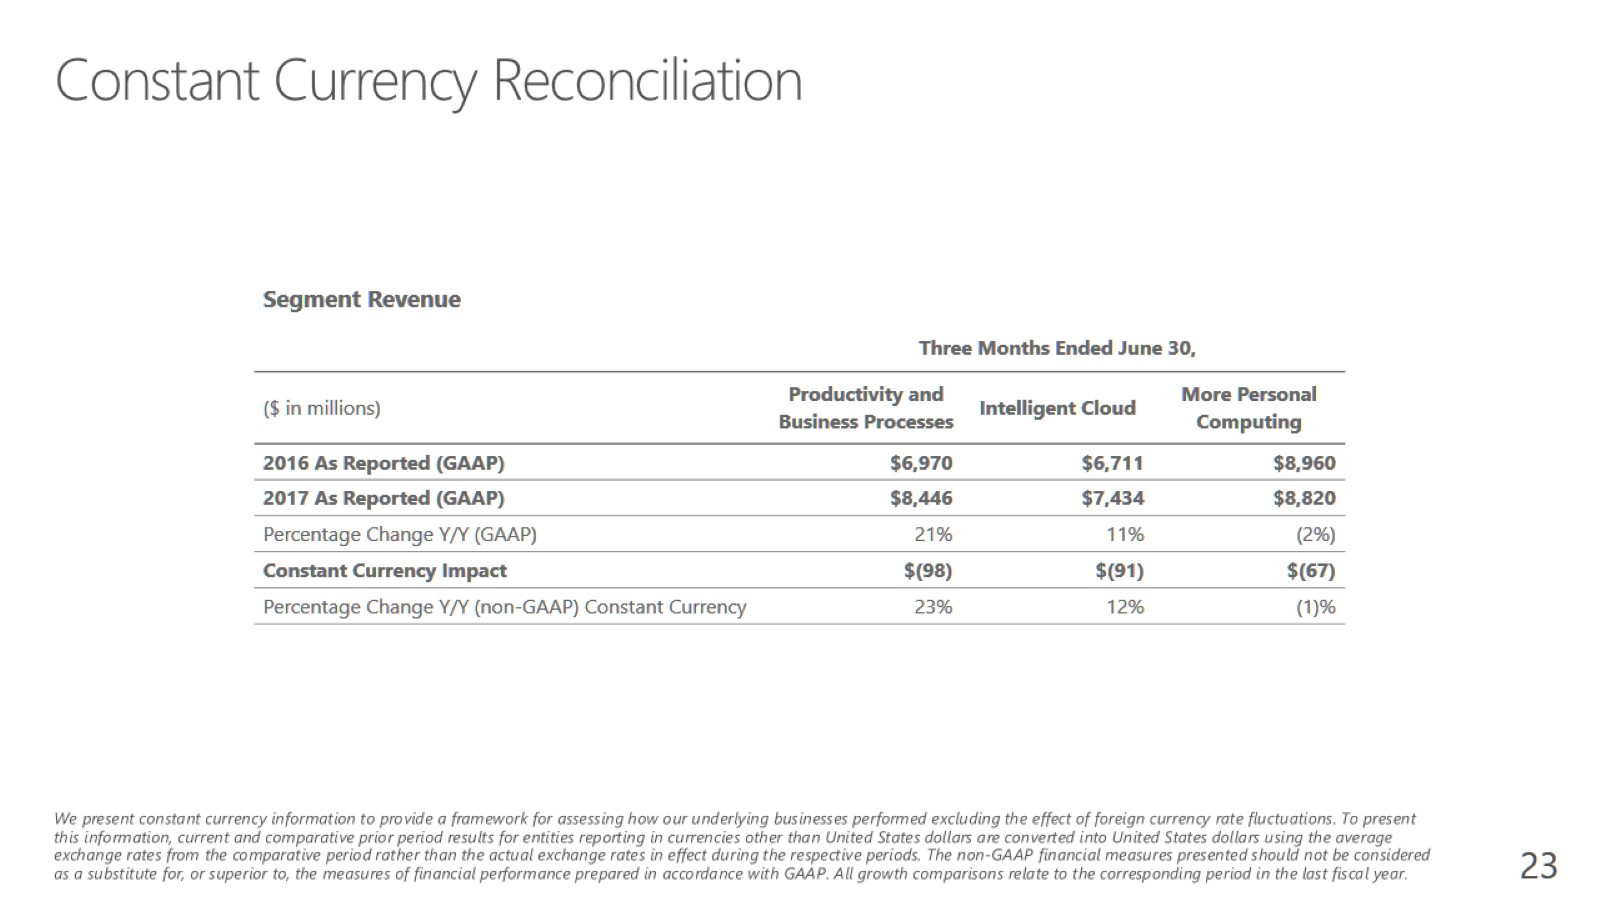 Constant Currency Reconciliation
Segment Revenue
Three Months Ended June 30,
($ in millions) Productivity and Business Processes Intelligent Cloud More Personal Computing
2016 As Reported (GAAP) $6,970 $6,711 $8,960
2017 As Reported (GAAP) $8,446 $7,434 $8,820
Percentage Change Y/Y (GAAP) 21% 11% (2%)
Constant Currency Impact $(98) $(91) $(67)
Percentage Change Y/Y (non-GAAP) Constant Currency 23% 12% (1)%
We present constant currency information to provide a framework for assessing how our underlying businesses performed excluding the effect of foreign currency rate fluctuations. To present
this information, current and comparative prior period results for entities reporting in currencies other than United States dollars are converted into United States dollars using the average
exchange rates from the comparative period rather than the actual exchange rates in effect during the respective periods. The non-GAAP financial measures presented should not be considered
as a substitute for, or superior to, the measures of financial performance prepared in accordance with GAAP. All growth comparisons relate to the corresponding period in the last fiscal year.
23